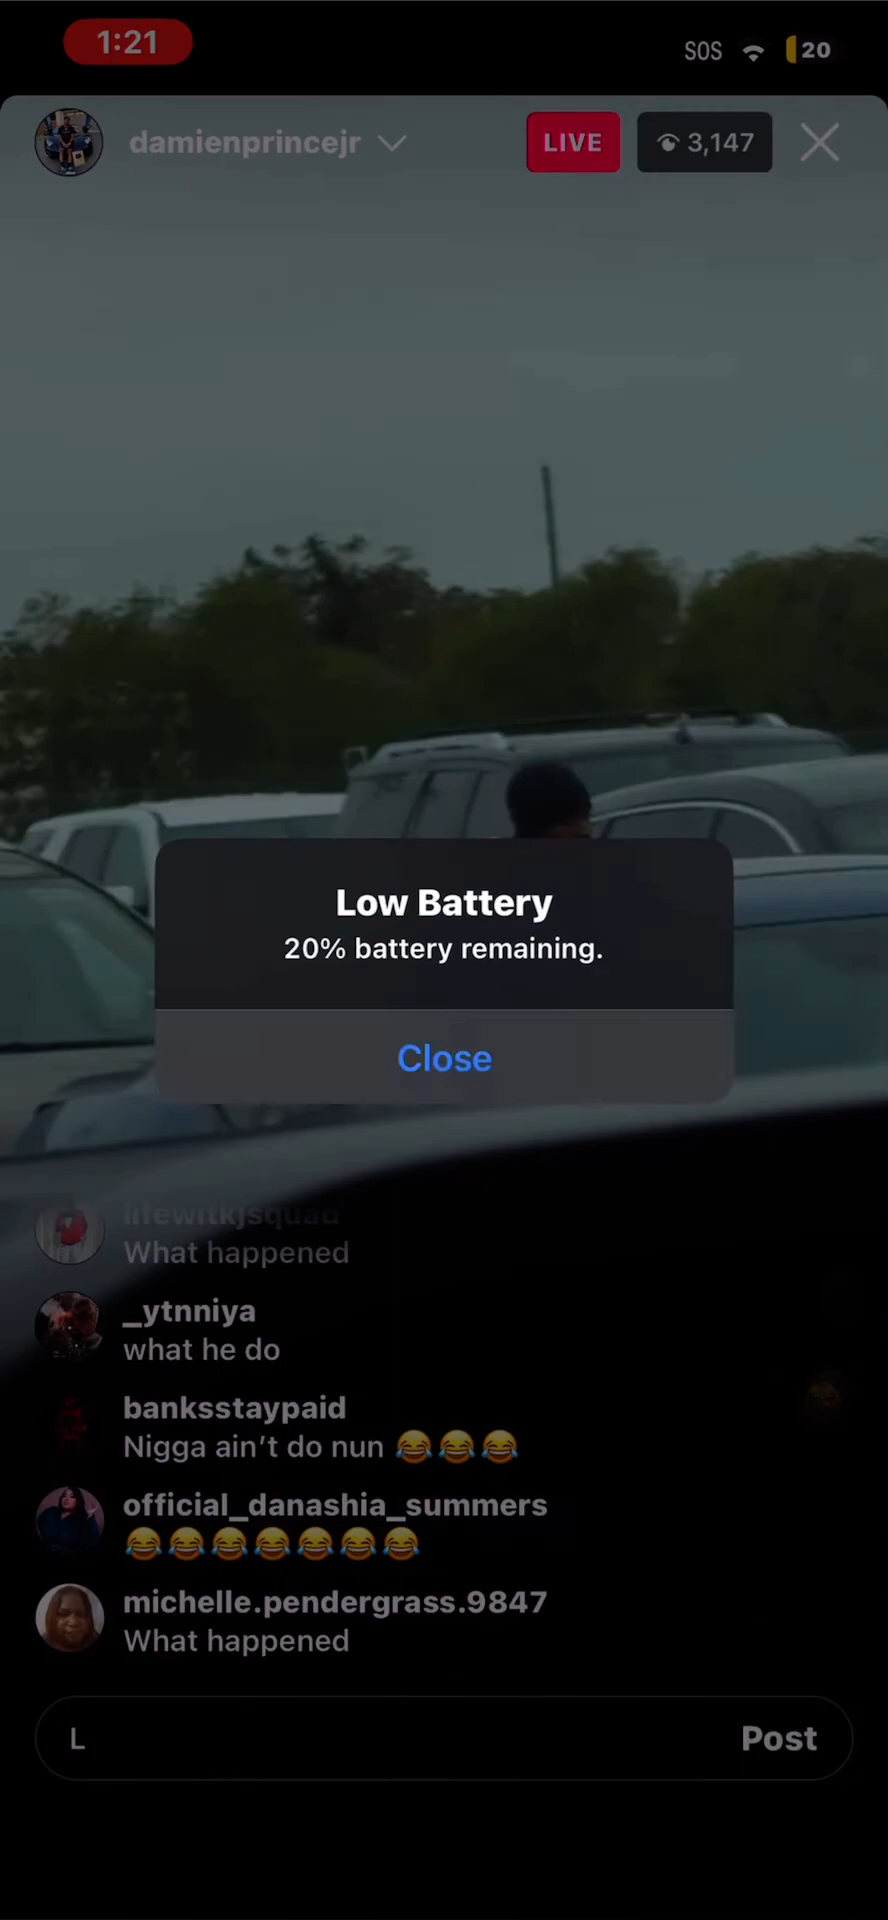 1:21
SOS
20
damienprincejr
LIVE
3,147
Low Battery
20% battery remaining.
Close
lifewitkjsquad
What happened
_ytnniya
what he do
banksstaypaid
Nigga ain’t do nun 😂😂😂
official_danashia_summers
😂😂😂😂😂😂😂
michelle.pendergrass.9847
What happened
L
Post